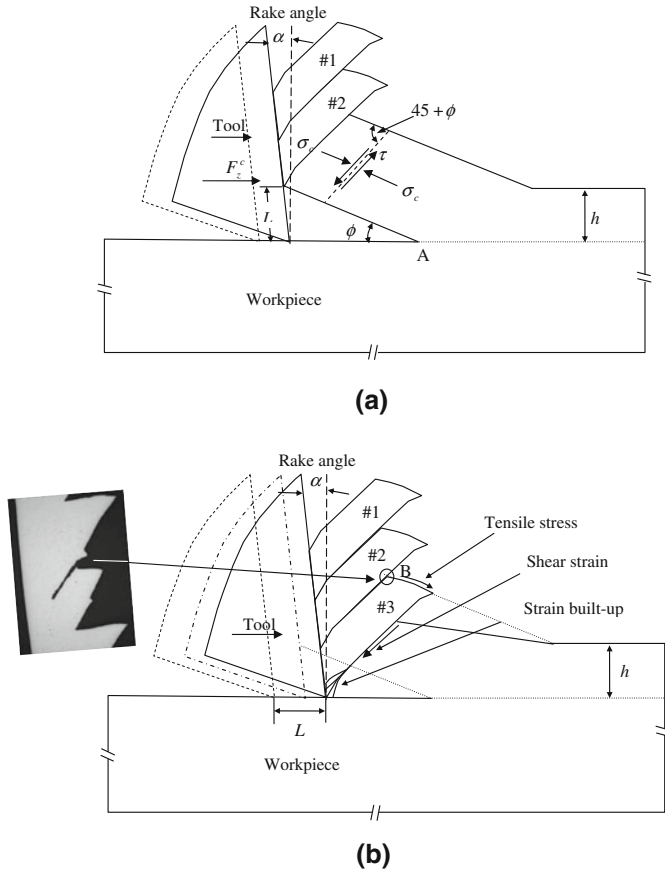 Rake angle
α
#1
#2
45 + ϕ
Tool
σc
τ
F_z^c
σc
L
h
ϕ
A
Workpiece
(a)
Rake angle
α
#1
Tensile stress
#2
B
Shear strain
#3
Strain built-up
Tool
h
L
Workpiece
(b)